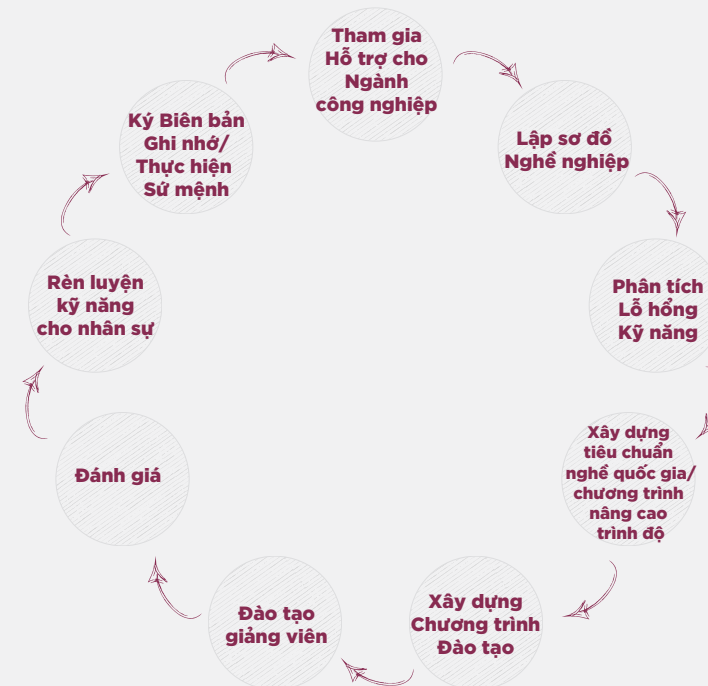 Tham gia
Hỗ trợ cho
Ngành
công nghiệp
Lập sơ đồ
Nghề nghiệp
Phân tích
Lỗ hổng
Kỹ năng
Xây dựng
tiêu chuẩn
nghề quốc gia/
chương trình
nâng cao
trình độ
Xây dựng
Chương trình
Đào tạo
Đào tạo
giảng viên
Đánh giá
Rèn luyện
kỹ năng
cho nhân sự
Ký Biên bản
Ghi nhớ/
Thực hiện
Sứ mệnh